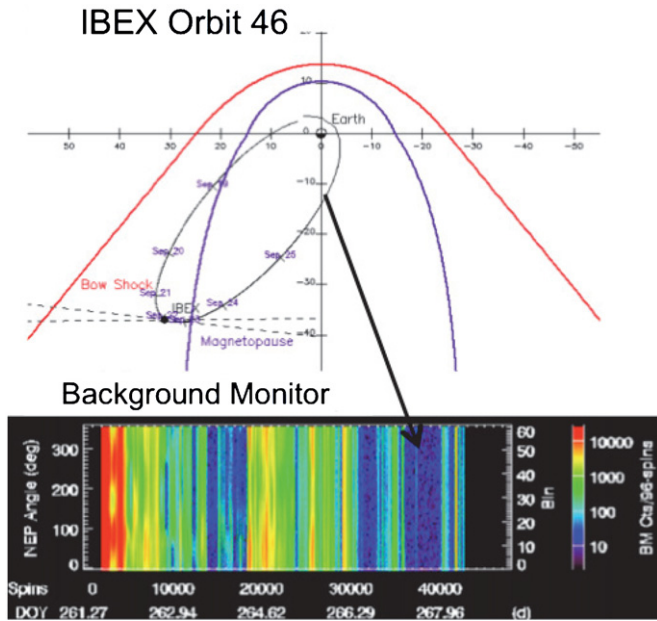 IBEX Orbit 46
10
Earth
50 40 30 20 10 0 -10 -20 -30 -40 -50
-10
Sep 19
-20
Sep 20
Sep 25
Bow Shock
Sep 21
-30
IBEX
Sep 24
Magnetopause
-40
Background Monitor
NEP Angle (deg)
300
200
100
0
60
50
40
30
20
10
0
Bin
10000
1000
100
10
BM Cts/96-spins
Spins 0 10000 20000 30000 40000
DOY 261.27 262.94 264.62 266.29 267.96 (d)